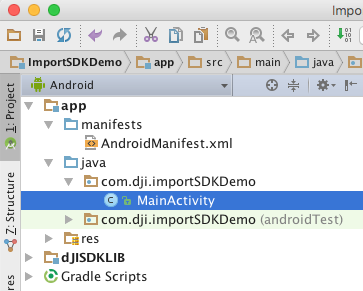 Impo
ImportSDKDemo app src main java
Android
app
manifests
AndroidManifest.xml
java
com.dji.importSDKDemo
C MainActivity
com.dji.importSDKDemo (androidTest)
res
dJISDKLIB
Gradle Scripts
1: Project
7: Structure
res